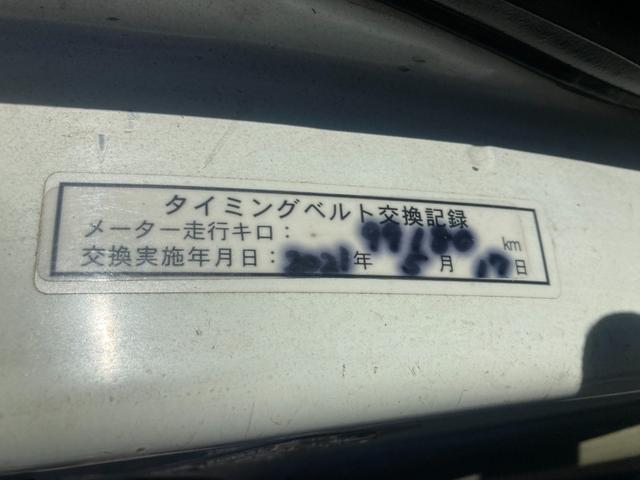 タイミングベルト交換記録
メーター走行キロ: km
交換実施年月日: 2021年 5月 17日